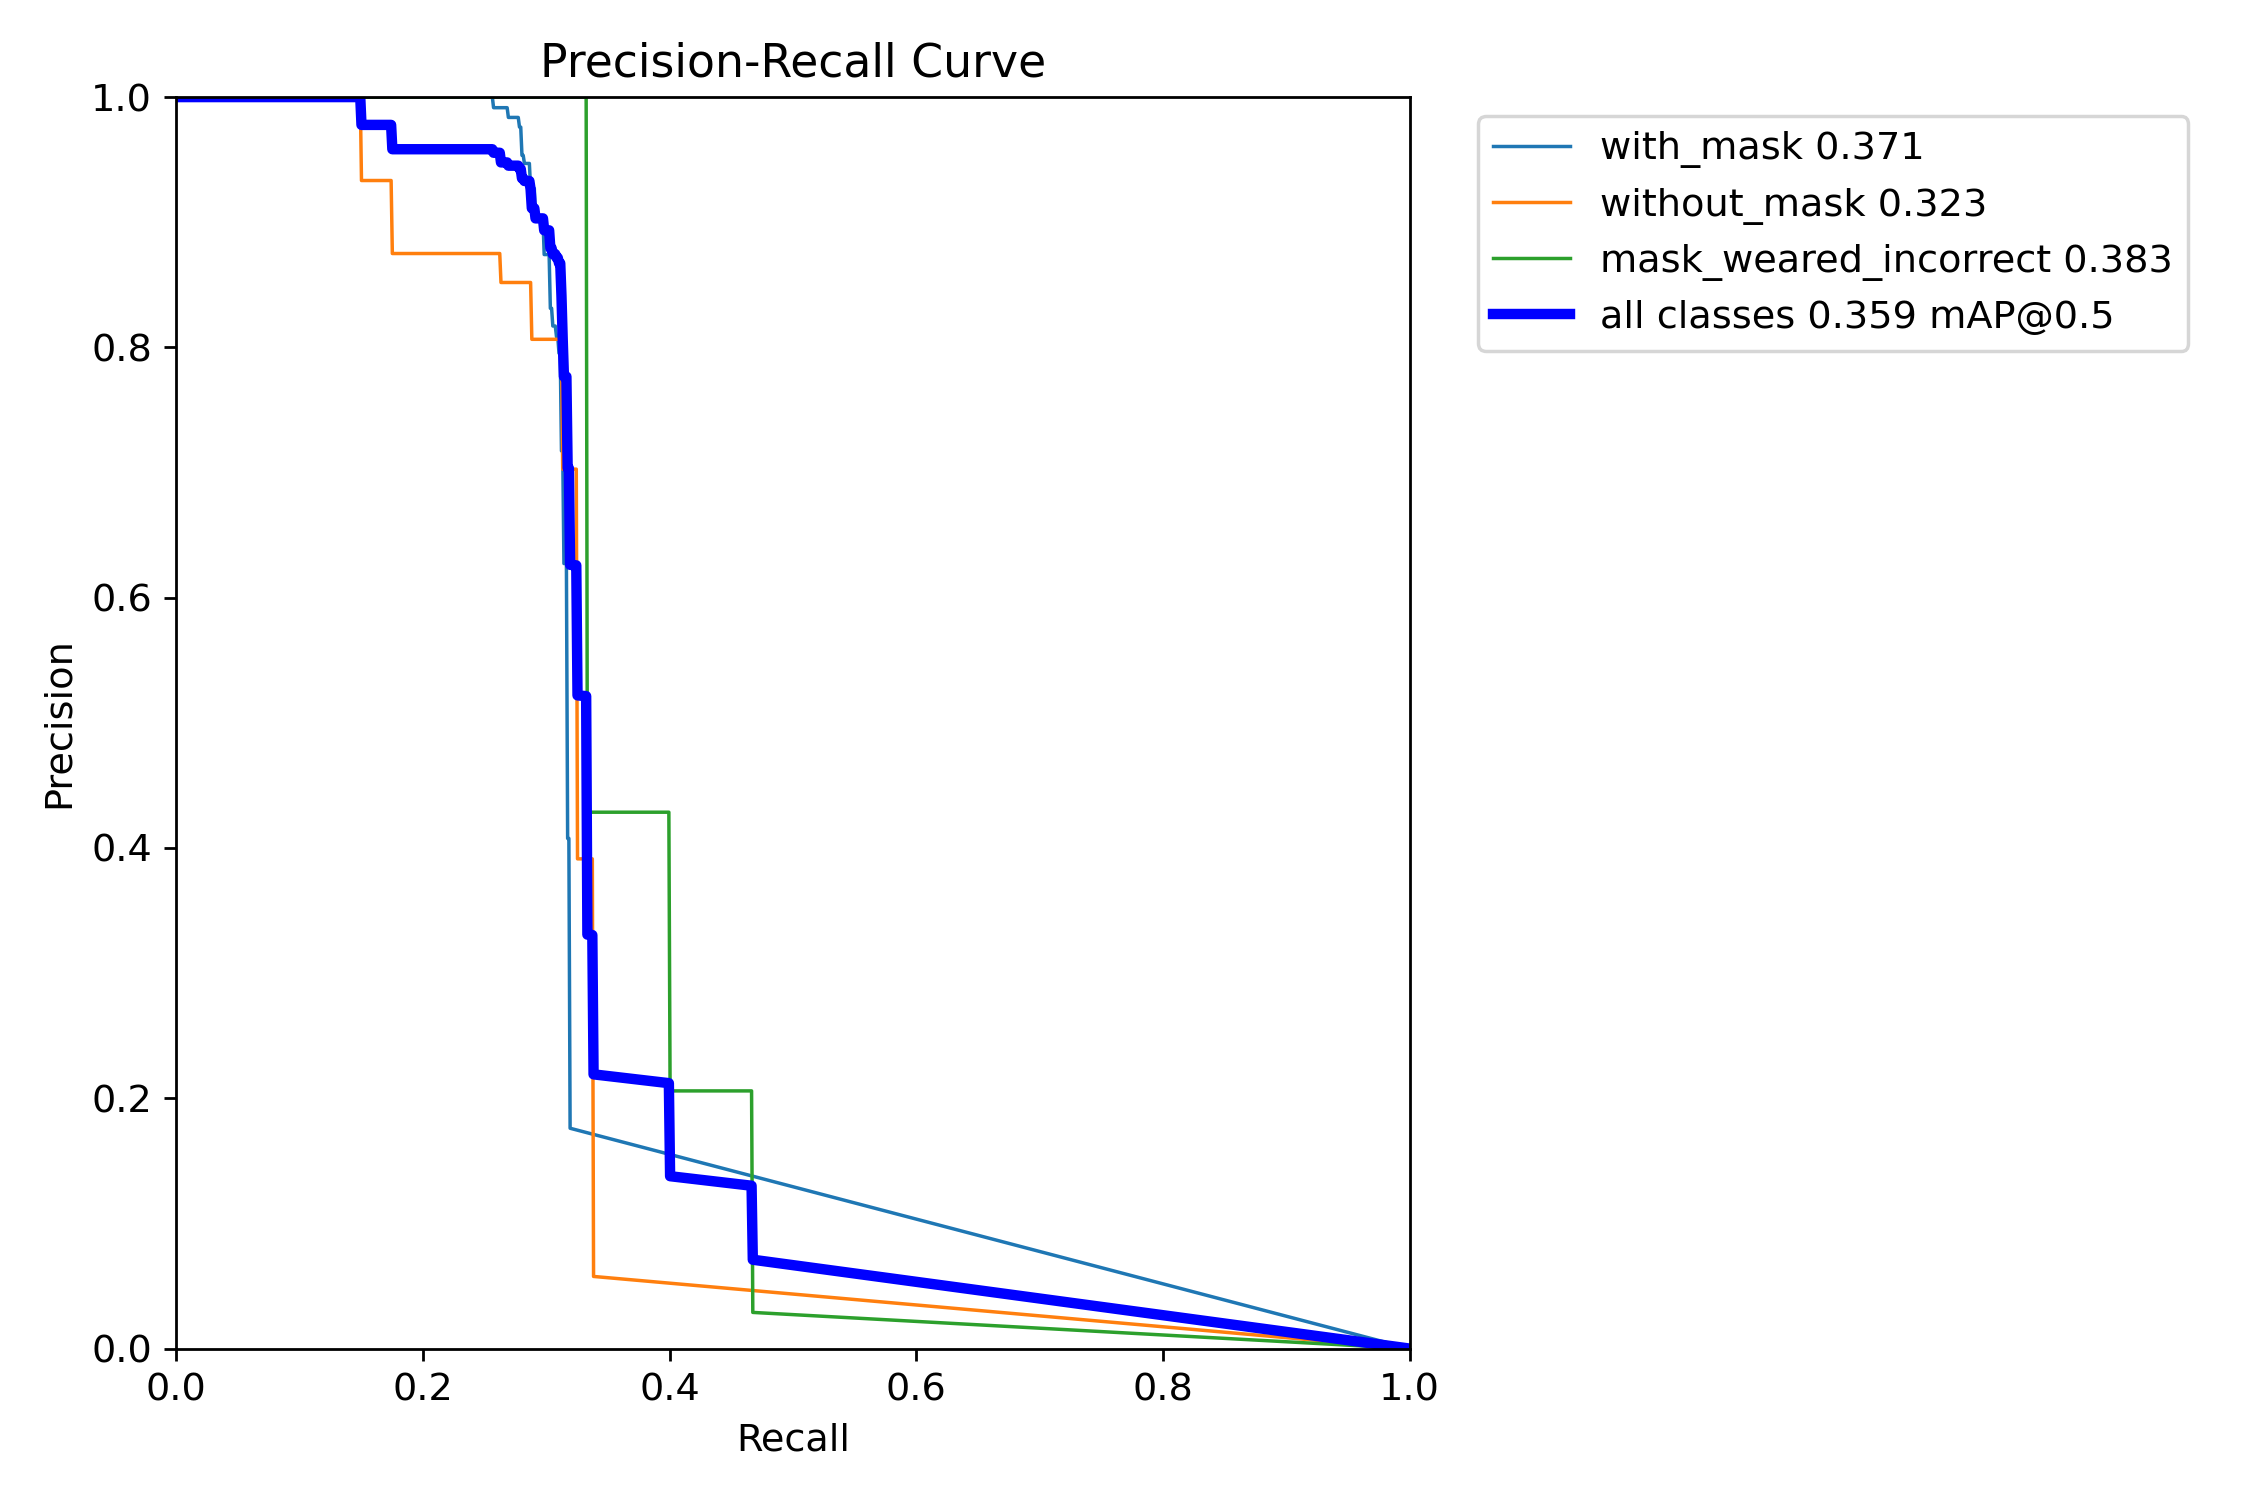 Precision-Recall Curve
with_mask 0.371
without_mask 0.323
mask_weared_incorrect 0.383
all classes 0.359 mAP@0.5
1.0
0.8
0.6
0.4
0.2
0.0
Precision
0.0 0.2 0.4 0.6 0.8 1.0
Recall